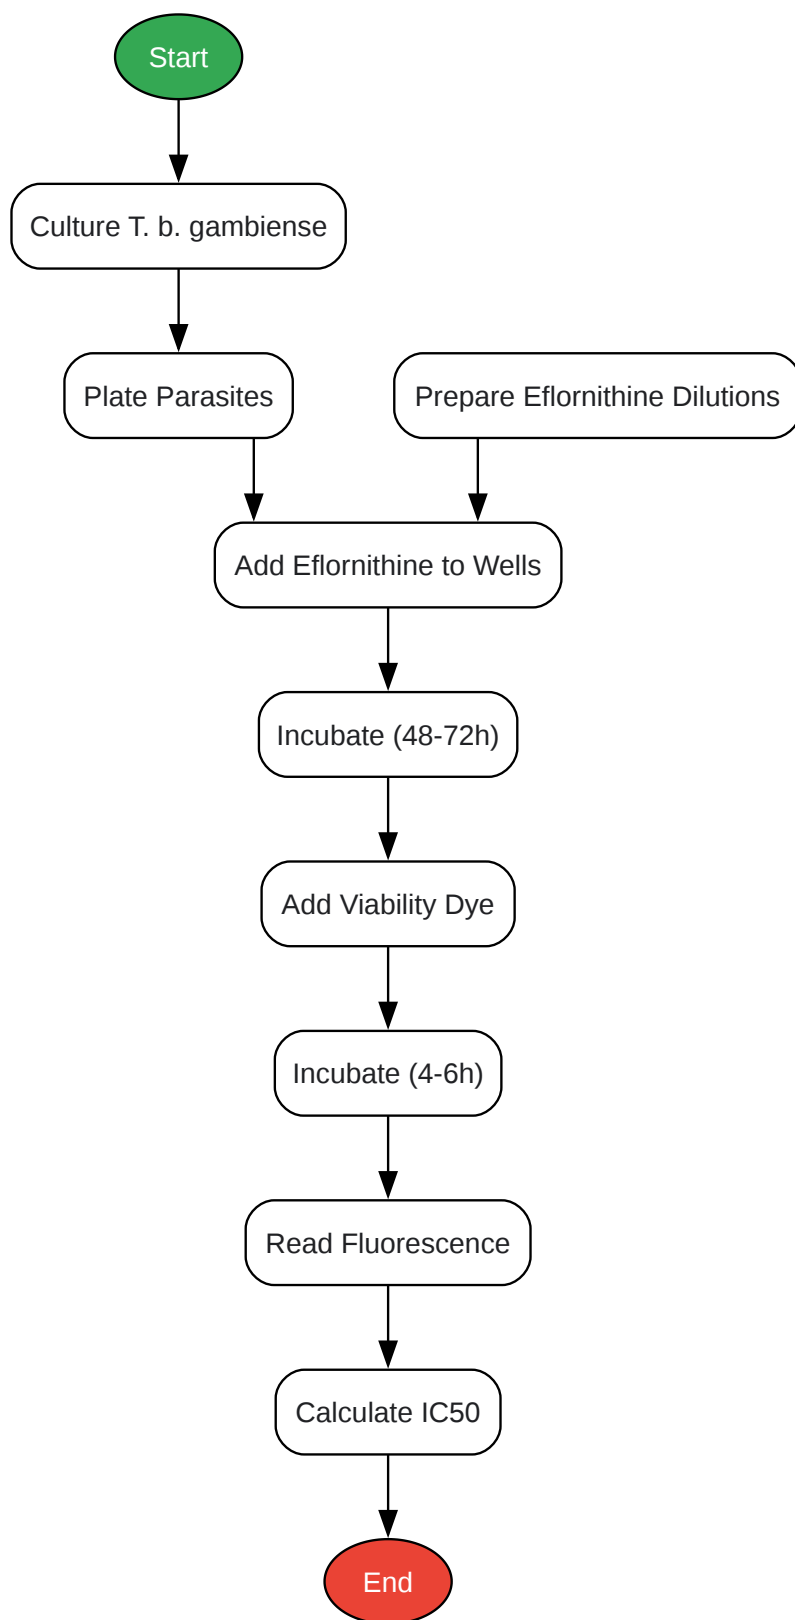 Start
Culture T. b. gambiense
Plate Parasites
Prepare Eflornithine Dilutions
Add Eflornithine to Wells
Incubate (48-72h)
Add Viability Dye
Incubate (4-6h)
Read Fluorescence
Calculate IC50
End